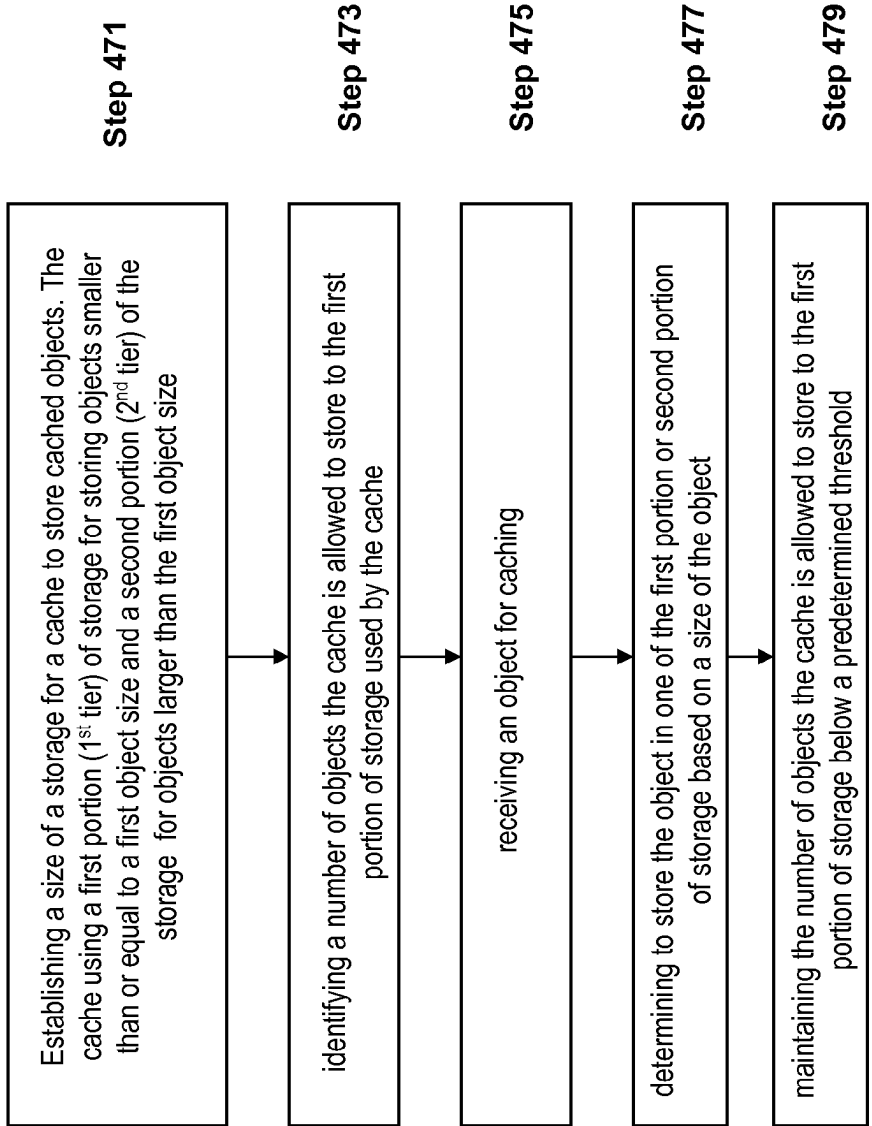 Establishing a size of a storage for a cache to store cached objects. The
cache using a first portion (1st tier) of storage for storing objects smaller
than or equal to a first object size and a second portion (2nd tier) of the
storage for objects larger than the first object size
Step 471
identifying a number of objects the cache is allowed to store to the first
portion of storage used by the cache
Step 473
receiving an object for caching
Step 475
determining to store the object in one of the first portion or second portion
of storage based on a size of the object
Step 477
maintaining the number of objects the cache is allowed to store to the first
portion of storage below a predetermined threshold
Step 479